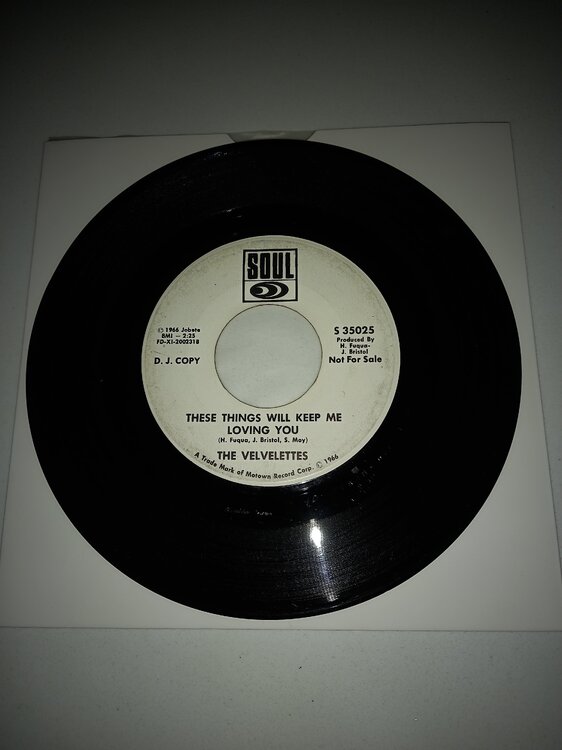 SOUL
℗ 1966 Jobete
BMI — 2:25
FD-XI-2002318
D. J. COPY
S 35025
Produced By
H. Fuqua-
J. Bristol
Not For Sale
THESE THINGS WILL KEEP ME
LOVING YOU
(H. Fuqua, J. Bristol, S. Moy)
THE VELVELETTES
A Trade Mark of Motown Record Corp. © 1966